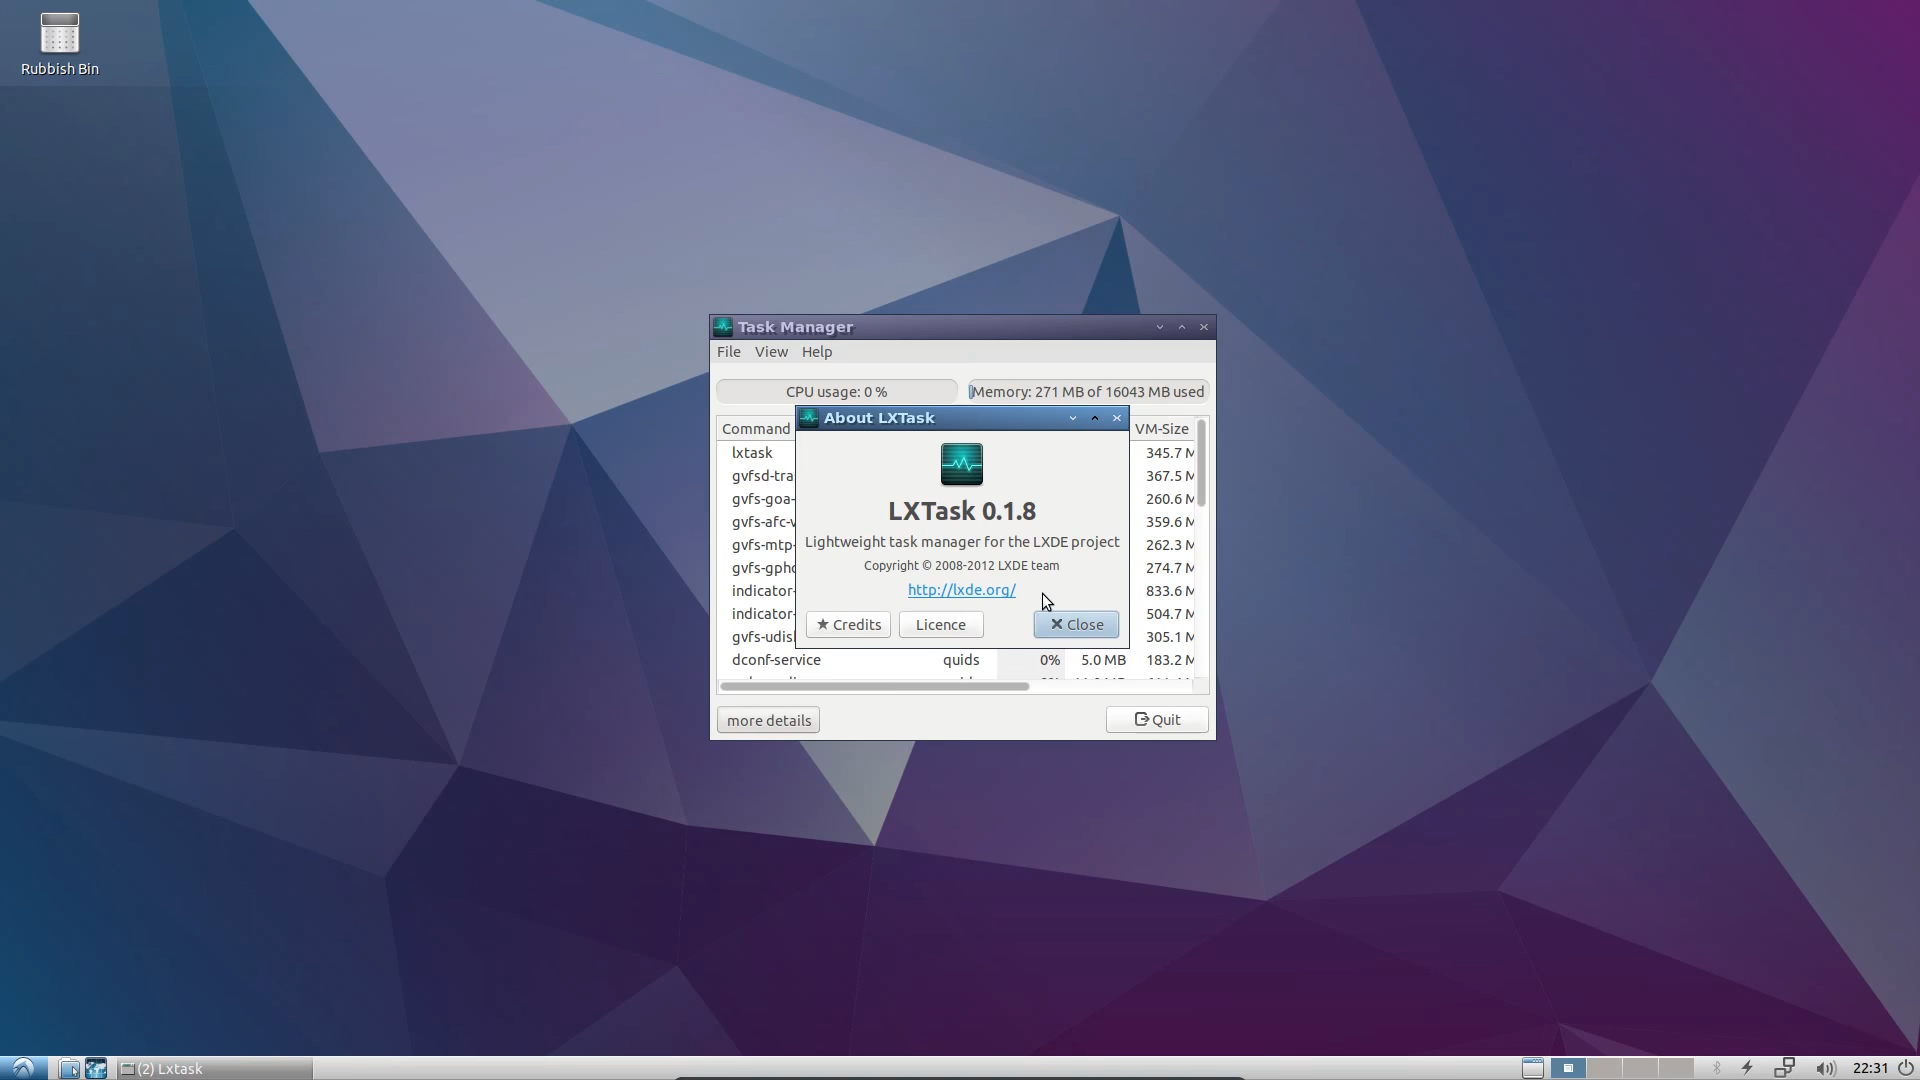 Rubbish Bin
Task Manager
File View Help
CPU usage: 0 %
Memory: 271 MB of 16043 MB used
Command
VM-Size
About LXTask
LXTask 0.1.8
Lightweight task manager for the LXDE project
Copyright © 2008-2012 LXDE team
http://lxde.org/
Credits
Licence
Close
lxtask
345.7 M
gvfsd-tra
367.5 M
gvfs-goa-
260.6 M
gvfs-afc-v
359.6 M
gvfs-mtp-
262.3 M
gvfs-gpho
274.7 M
indicator-
833.6 M
indicator-
504.7 M
gvfs-udis
305.1 M
dconf-service quids 0% 5.0 MB 183.2 M
more details
Quit
(2) Lxtask
22:31